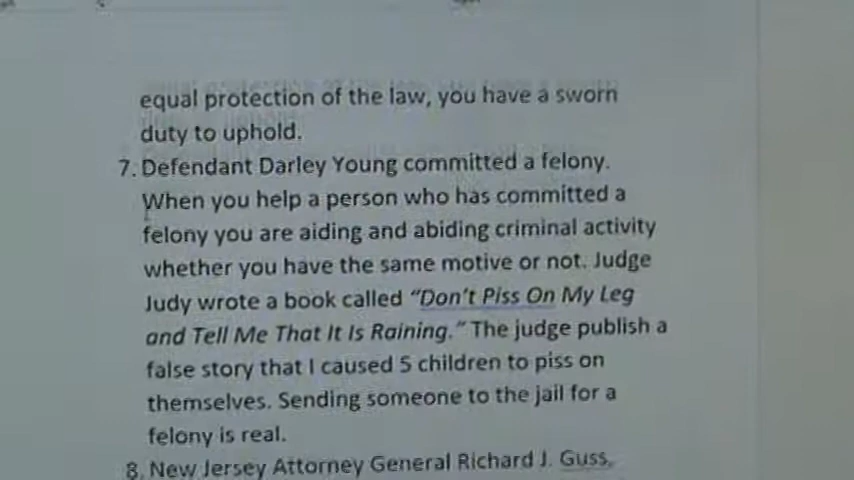 equal protection of the law, you have a sworn
duty to uphold.
7. Defendant Darley Young committed a felony.
When you help a person who has committed a
felony you are aiding and abiding criminal activity
whether you have the same motive or not. Judge
Judy wrote a book called “Don’t Piss On My Leg
and Tell Me That It Is Raining.” The judge publish a
false story that I caused 5 children to piss on
themselves. Sending someone to the jail for a
felony is real.
8. New Jersey Attorney General Richard J. Guss,